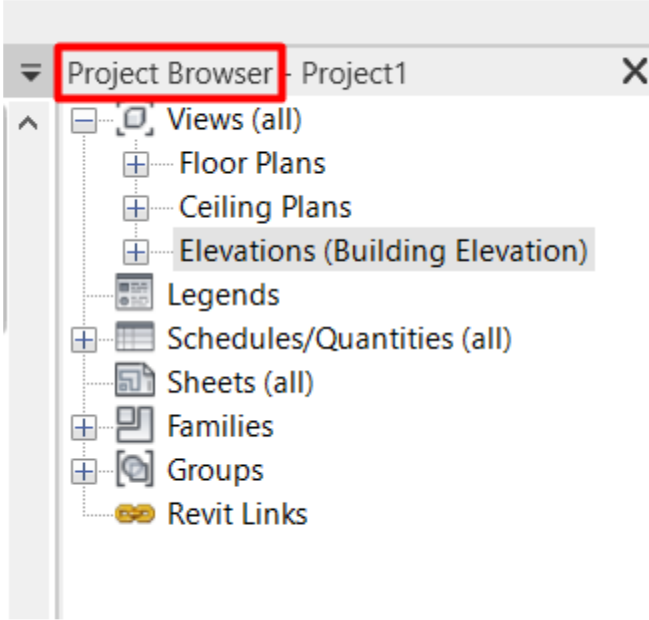 Project Browser - Project1
Views (all)
Floor Plans
Ceiling Plans
Elevations (Building Elevation)
Legends
Schedules/Quantities (all)
Sheets (all)
Families
Groups
Revit Links